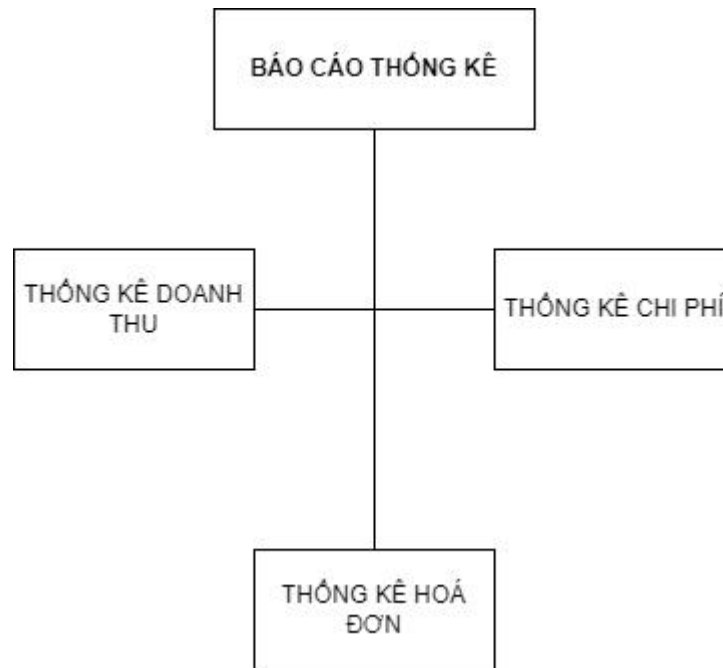 BÁO CÁO THỐNG KÊ
THỐNG KÊ DOANH
THU
THỐNG KÊ CHI PHÍ
THỐNG KÊ HOÁ
ĐƠN